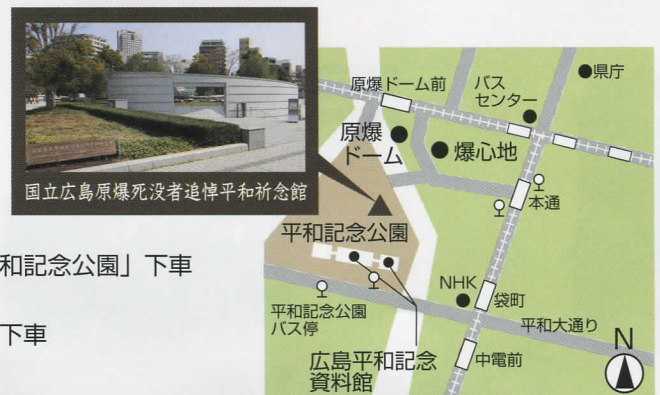 国立広島原爆死没者追悼平和祈念館
和記念公園」下車
下車
原爆ドーム前
バス
センター
県庁
原爆
ドーム
爆心地
本通
平和記念公園
NHK
袋町
平和記念公園
バス停
平和大通り
広島平和記念
資料館
中電前
N